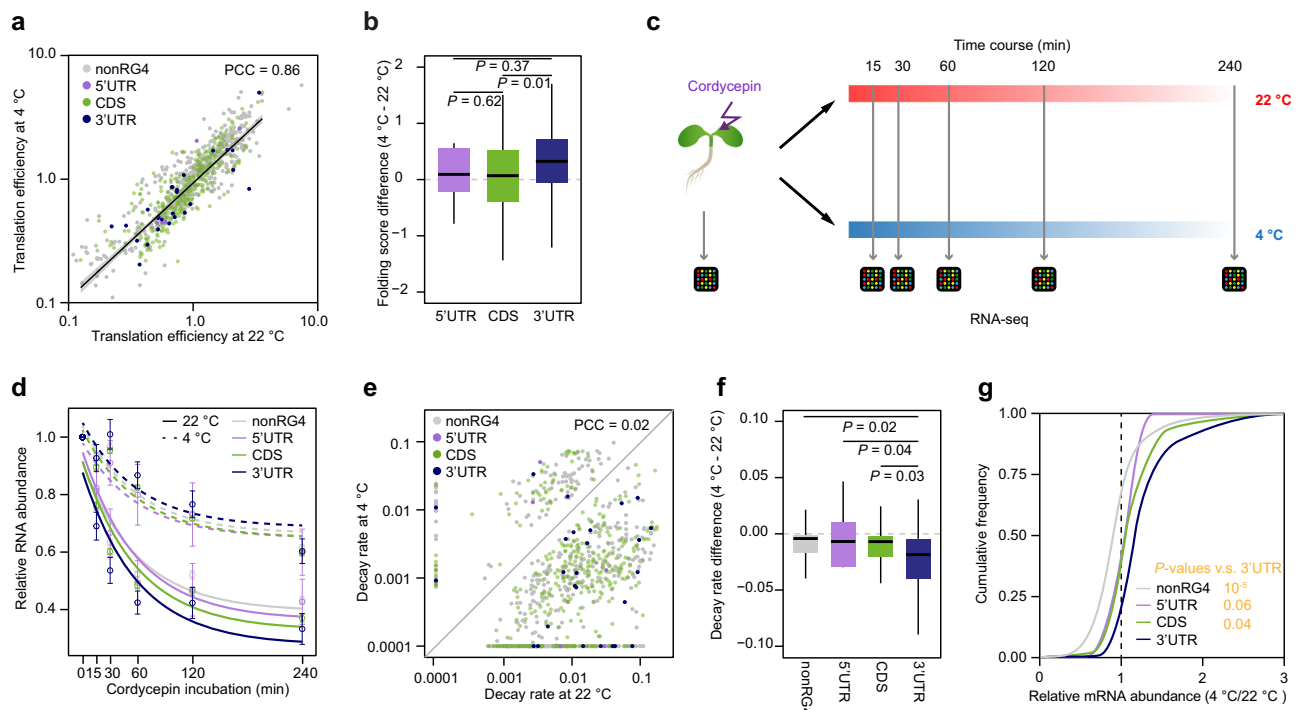 a
10.0
nonRG4
5'UTR
CDS
3'UTR
PCC = 0.86
Translation efficiency at 4 °C
1.0
0.1
0.1
1.0
10.0
Translation efficiency at 22 °C
b
Folding score difference (4 °C - 22 °C)
2
1
0
−1
−2
P = 0.37
P = 0.01
P = 0.62
5'UTR CDS 3'UTR
c
Time course (min)
15 30 60 120 240
Cordycepin
22 °C
4 °C
RNA-seq
d
Relative RNA abundance
1.0
0.8
0.6
0.4
22 °C
4 °C
nonRG4
5'UTR
CDS
3'UTR
0 15 30 60 120 240
Cordycepin incubation (min)
e
nonRG4
5'UTR
CDS
3'UTR
PCC = 0.02
Decay rate at 4 °C
0.1
0.01
0.001
0.0001
0.0001 0.001 0.01 0.1
Decay rate at 22 °C
f
Decay rate difference (4 °C - 22 °C)
0.10
0.05
0.00
−0.05
−0.10
P = 0.02
P = 0.04
P = 0.03
nonRG4 5'UTR CDS 3'UTR
g
Cumulative frequency
1.00
0.75
0.50
0.25
0.00
P-values v.s. 3'UTR
nonRG4 10-5
5'UTR 0.06
CDS 0.04
3'UTR
0 1 2 3
Relative mRNA abundance (4 °C/22 °C )